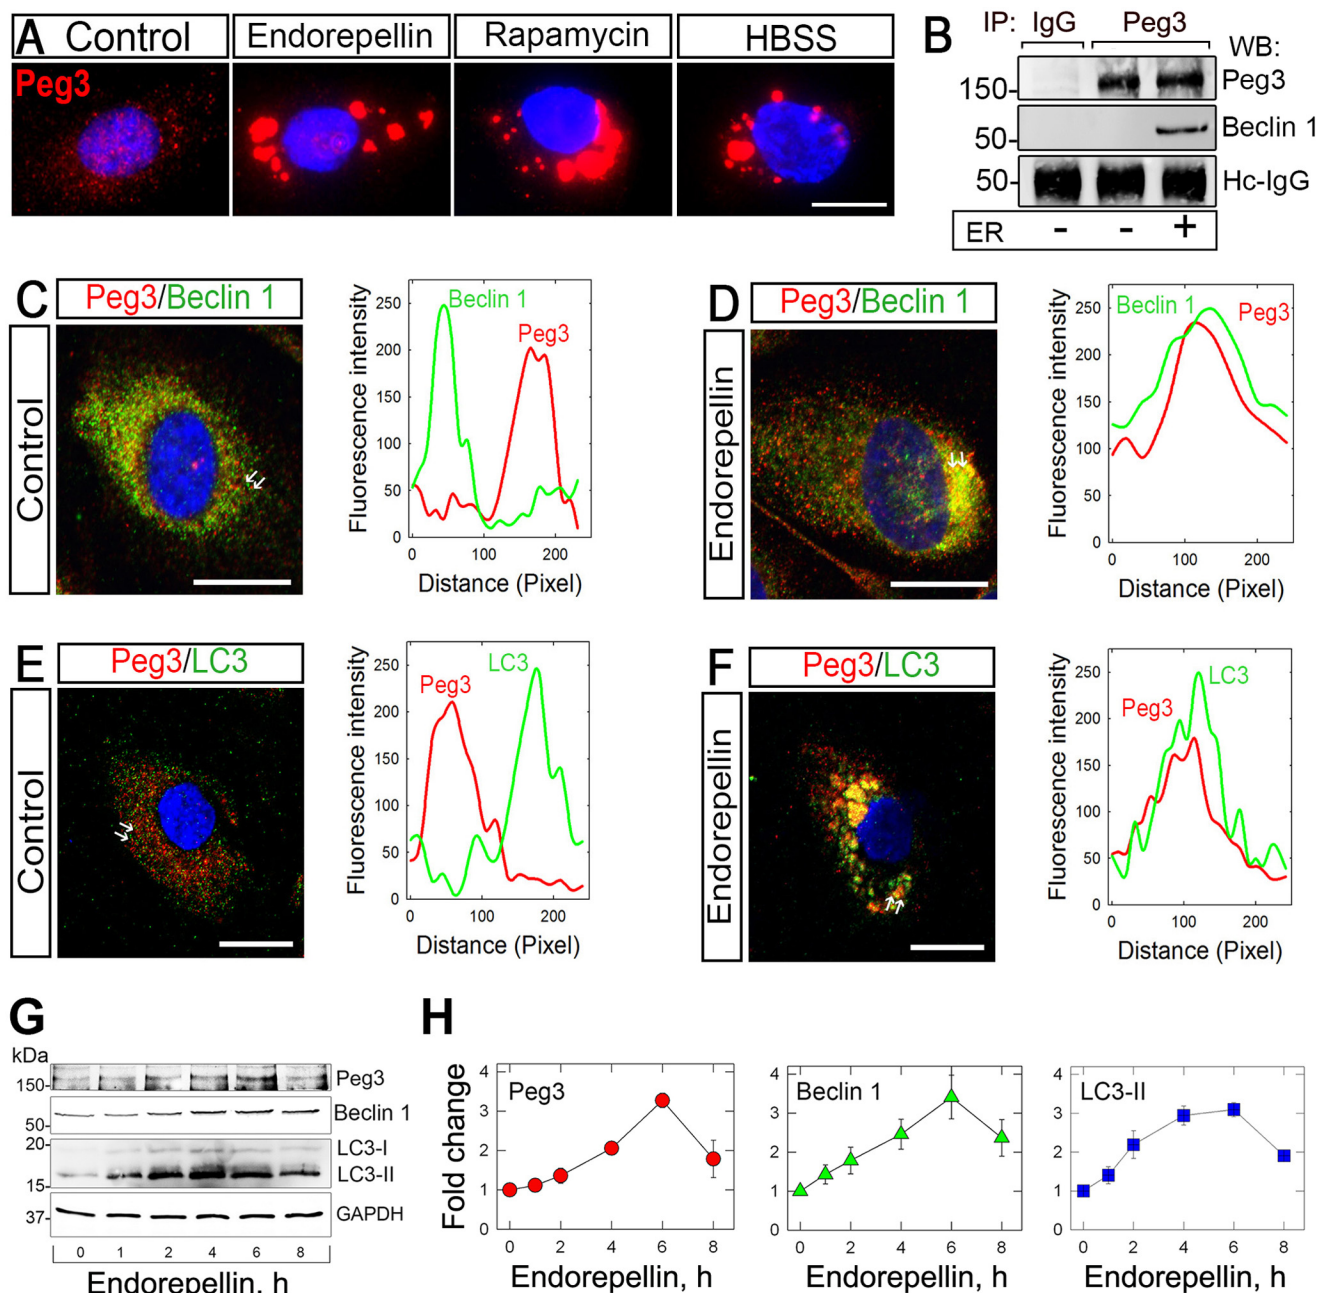 A
Control
Endorepellin
Rapamycin
HBSS
Peg3
B
IP: IgG Peg3
WB:
150- Peg3
50- Beclin 1
50- Hc-IgG
ER - - +
C
Peg3/Beclin 1
Control
Fluorescence intensity
250
200
150
100
50
0
Beclin 1
Peg3
0 100 200
Distance (Pixel)
D
Peg3/Beclin 1
Endorepellin
Fluorescence intensity
250
200
150
100
50
0
Beclin 1
Peg3
0 100 200
Distance (Pixel)
E
Peg3/LC3
Control
Fluorescence intensity
250
200
150
100
50
0
Peg3
LC3
0 100 200
Distance (Pixel)
F
Peg3/LC3
Endorepellin
Fluorescence intensity
250
200
150
100
50
0
Peg3
LC3
0 100 200
Distance (Pixel)
G
kDa
150- Peg3
Beclin 1
50-
20- LC3-I
LC3-II
15-
37- GAPDH
0 1 2 4 6 8
Endorepellin, h
H
Fold change
4
3
2
1
0
Peg3
0 2 4 6 8
Endorepellin, h
4
3
2
1
0
Beclin 1
0 2 4 6 8
Endorepellin, h
4
3
2
1
0
LC3-II
0 2 4 6 8
Endorepellin, h